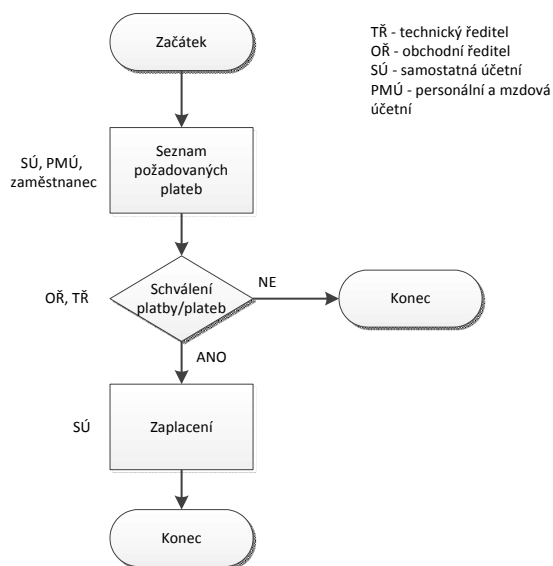 Začátek
TŘ - technický ředitel
OŘ - obchodní ředitel
SÚ - samostatná účetní
PMÚ - personální a mzdová
účetní
SÚ, PMÚ,
zaměstnanec
Seznam
požadovaných
plateb
OŘ, TŘ
Schválení
platby/plateb
NE
Konec
ANO
SÚ
Zaplacení
Konec